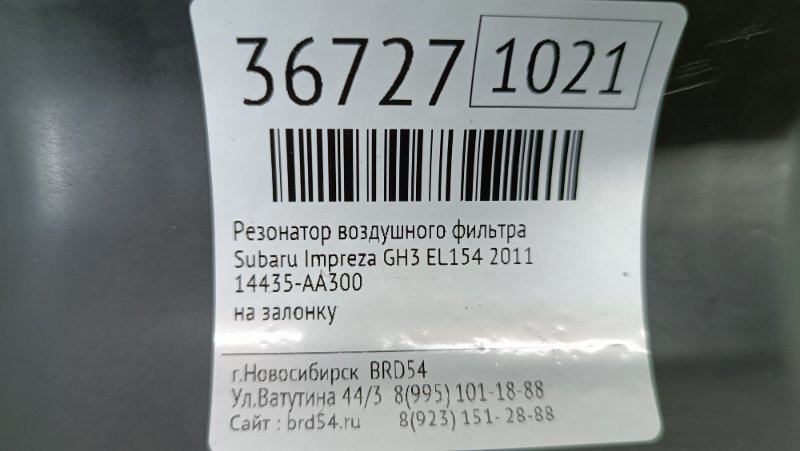 36727 1021
Резонатор воздушного фильтра
Subaru Impreza GH3 EL154 2011
14435-AA300
на залонку
г.Новосибирск BRD54
Ул.Ватутина 44/3 8(995) 101-18-88
Сайт : brd54.ru 8(923) 151- 28-88